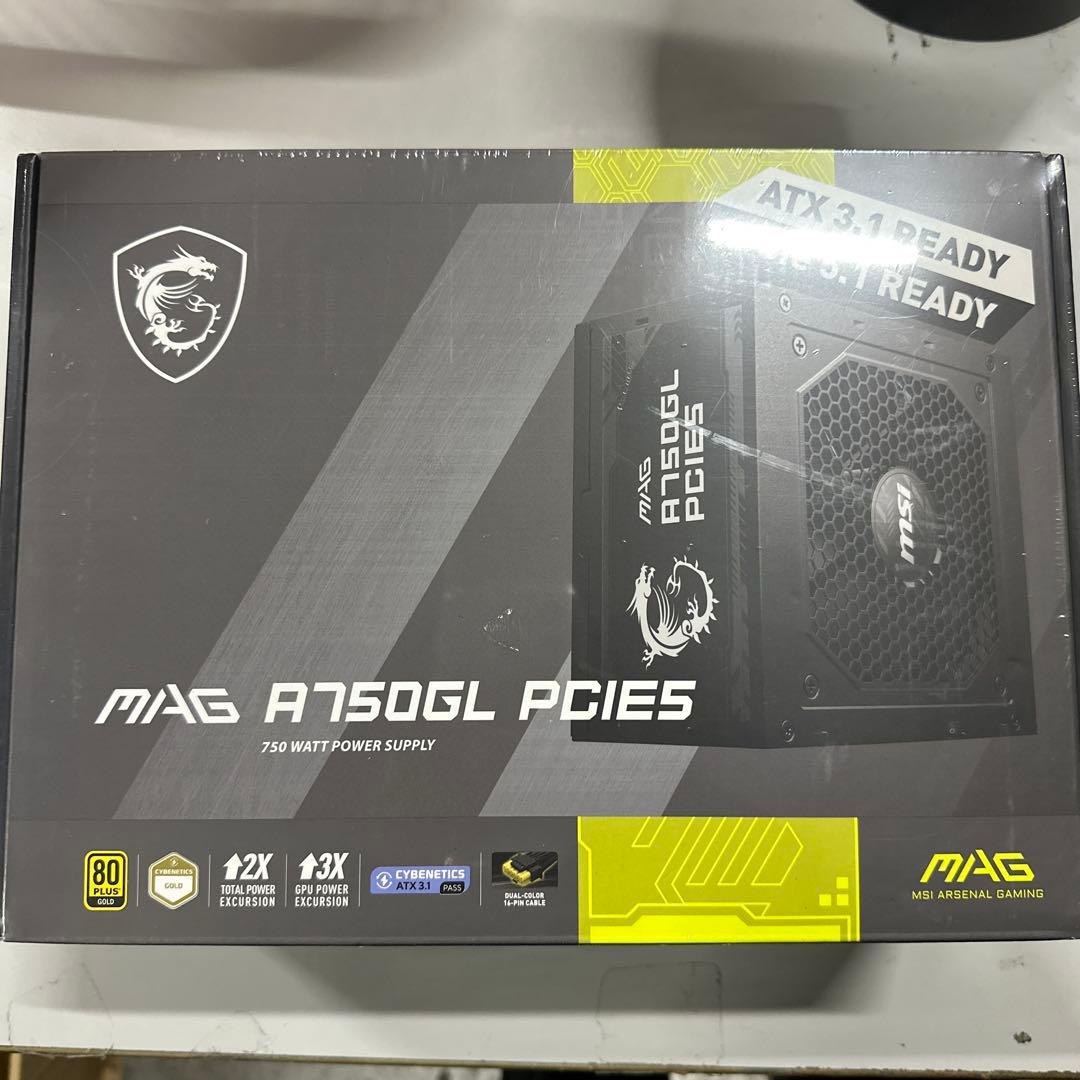 ATX 3.1 READY
5.1 READY
MAG
A750GL
PCIE5
msi
MAG A750GL PCIE5
750 WATT POWER SUPPLY
80
PLUS
GOLD
CYBENETICS
GOLD
2X
TOTAL POWER
EXCURSION
3X
GPU POWER
EXCURSION
CYBENETICS
ATX 3.1 PASS
DUAL-COLOR
16-PIN CABLE
MAG
MSI ARSENAL GAMING